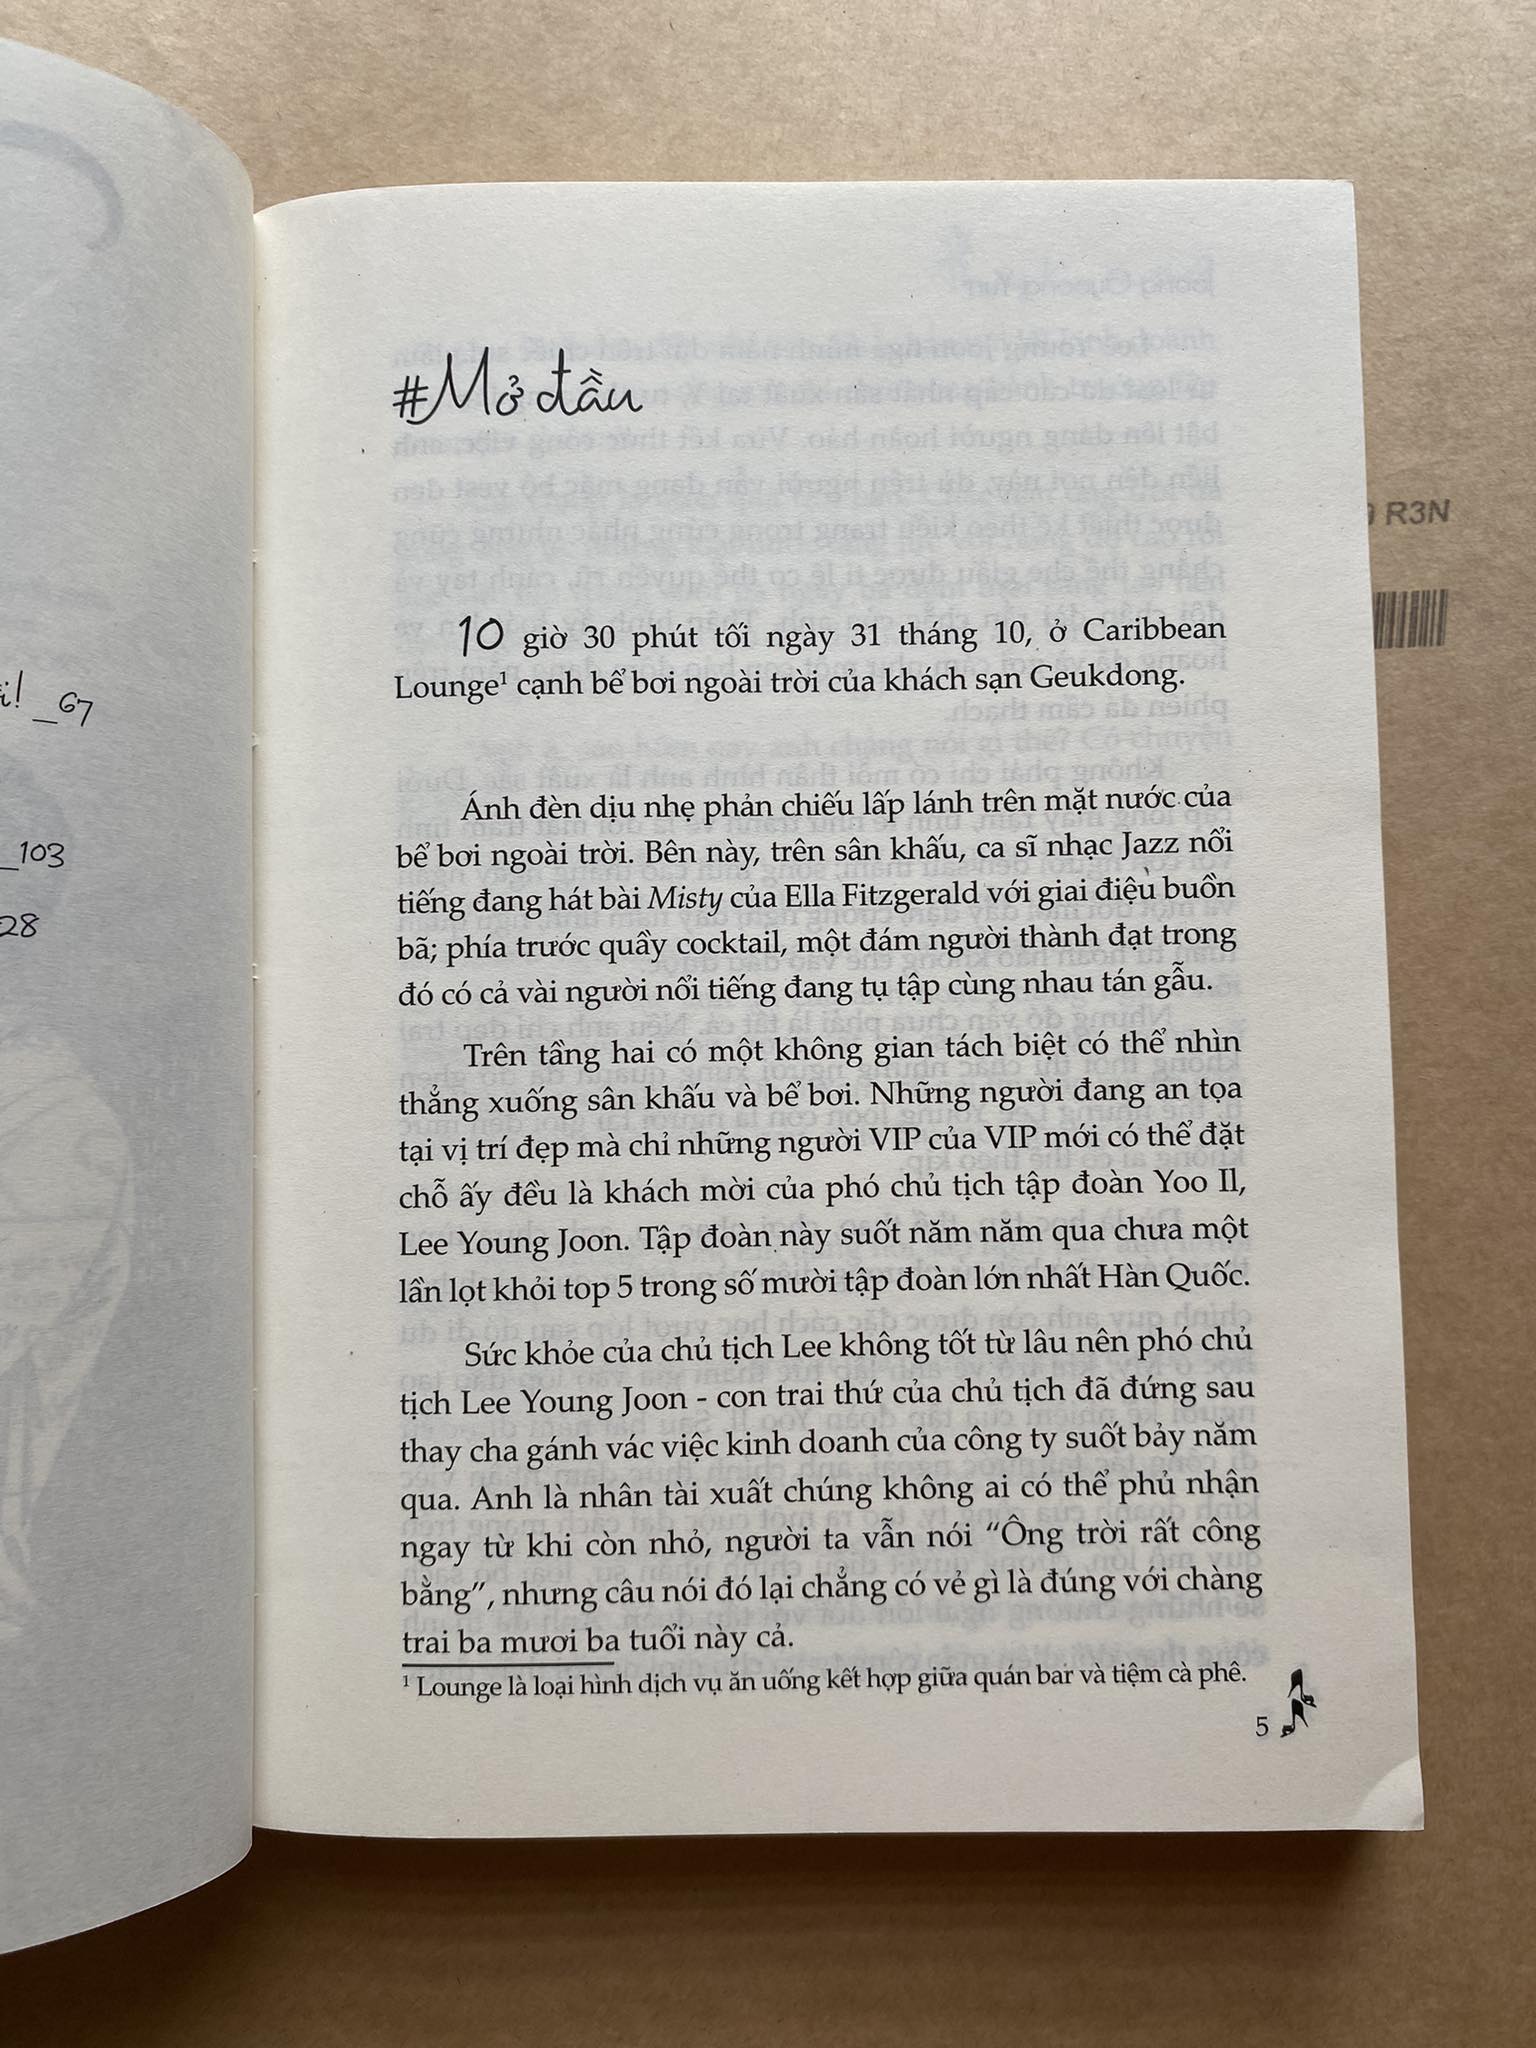 i! _67
_103
28
#Mở đầu
10 giờ 30 phút tối ngày 31 tháng 10, ở Caribbean
Lounge¹ cạnh bể bơi ngoài trời của khách sạn Geukdong.
Ánh đèn dịu nhẹ phản chiếu lấp lánh trên mặt nước của
bể bơi ngoài trời. Bên này, trên sân khấu, ca sĩ nhạc Jazz nổi
tiếng đang hát bài Misty của Ella Fitzgerald với giai điệu buồn
bã; phía trước quầy cocktail, một đám người thành đạt trong
đó có cả vài người nổi tiếng đang tụ tập cùng nhau tán gẫu.
Trên tầng hai có một không gian tách biệt có thể nhìn
thẳng xuống sân khấu và bể bơi. Những người đang an tọa
tại vị trí đẹp mà chỉ những người VIP của VIP mới có thể đặt
chỗ ấy đều là khách mời của phó chủ tịch tập đoàn Yoo Il,
Lee Young Joon. Tập đoàn này suốt năm năm qua chưa một
lần lọt khỏi top 5 trong số mười tập đoàn lớn nhất Hàn Quốc.
Sức khỏe của chủ tịch Lee không tốt từ lâu nên phó chủ
tịch Lee Young Joon - con trai thứ của chủ tịch đã đứng sau
thay cha gánh vác việc kinh doanh của công ty suốt bảy năm
qua. Anh là nhân tài xuất chúng không ai có thể phủ nhận
ngay từ khi còn nhỏ, người ta vẫn nói “Ông trời rất công
bằng”, nhưng câu nói đó lại chẳng có vẻ gì là đúng với chàng
trai ba mươi ba tuổi này cả.
¹ Lounge là loại hình dịch vụ ăn uống kết hợp giữa quán bar và tiệm cà phê.
5
R3N